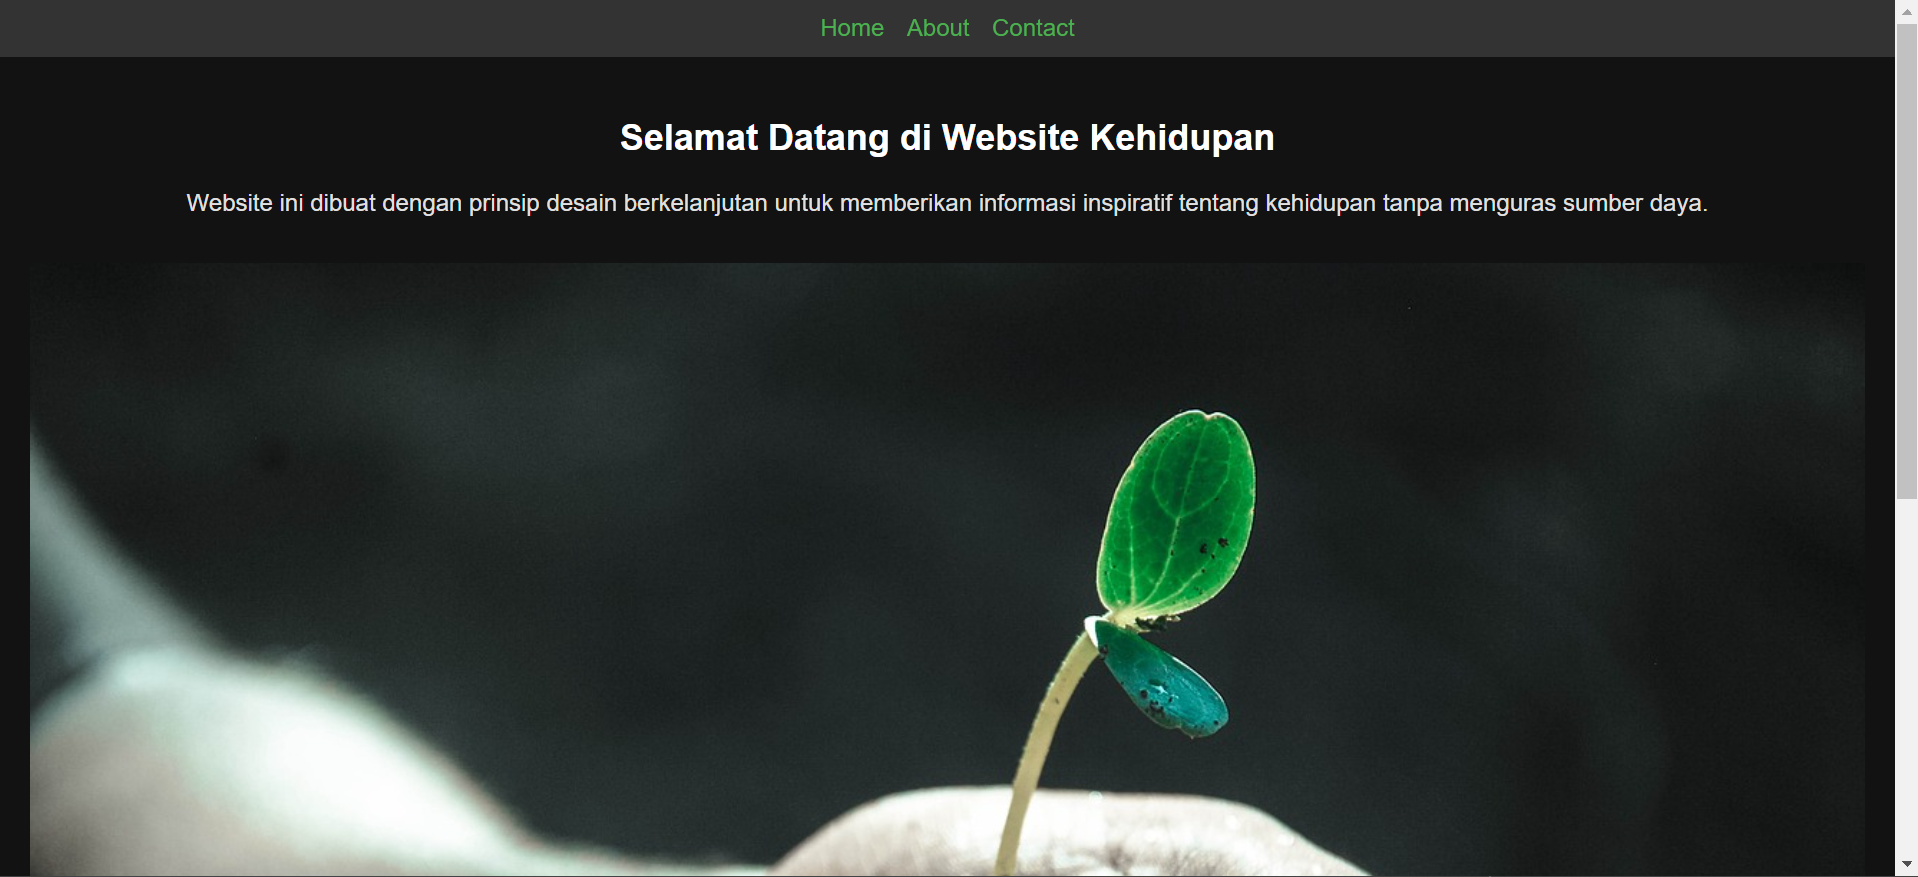 Home About Contact
Selamat Datang di Website Kehidupan
Website ini dibuat dengan prinsip desain berkelanjutan untuk memberikan informasi inspiratif tentang kehidupan tanpa menguras sumber daya.